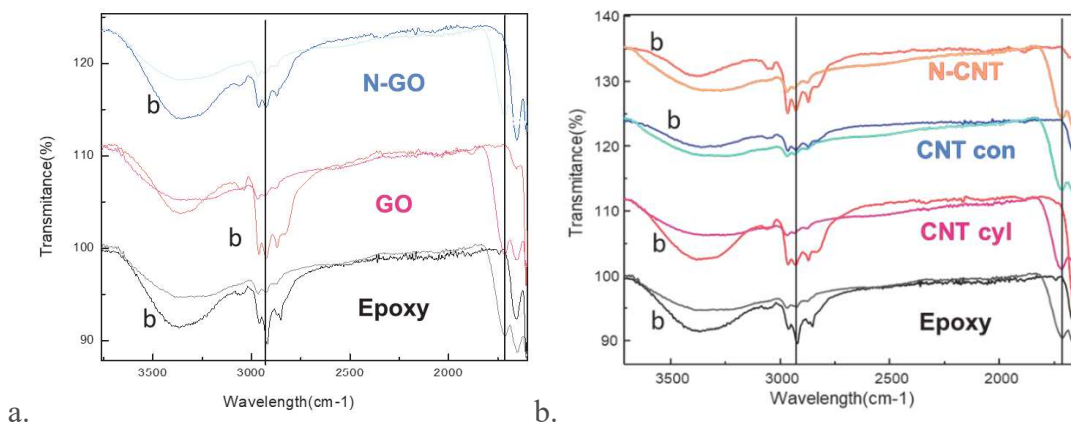 120
110
100
90
Transmitance(%)
N-GO
b
GO
b
Epoxy
b
3500
3000
2500
2000
Wavelength(cm-1)
a.
140
135
130
120
110
100
90
Transmitance(%)
b
N-CNT
b
CNT con
CNT cyl
b
Epoxy
b
3500
3000
2500
2000
Wavelength(cm-1)
b.